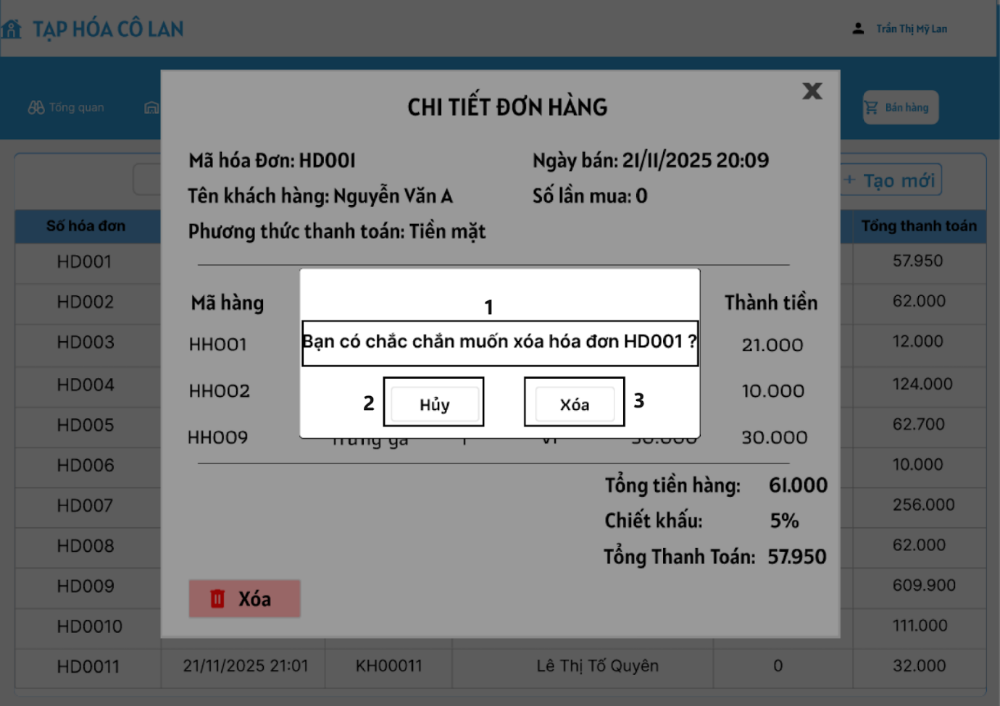 TẠP HÓA CÔ LAN
Trần Thị Mỹ Lan
Tổng quan
Bán hàng
CHI TIẾT ĐƠN HÀNG
X
Mã hóa Đơn: HD001
Ngày bán: 21/11/2025 20:09
+ Tạo mới
Tên khách hàng: Nguyễn Văn A
Số lần mua: 0
Phương thức thanh toán: Tiền mặt
Số hóa đơn
Tổng thanh toán
HD001
57.950
HD002
62.000
HD003
12.000
HD004
124.000
HD005
62.700
HD006
10.000
HD007
256.000
HD008
62.000
HD009
609.900
HD0010
111.000
HD0011 21/11/2025 21:01 KH00011 Lê Thị Tố Quyên 0 32.000
Mã hàng
Thành tiền
HH001
21.000
HH002
10.000
HH009 Trứng gà 1 30.000 30.000
1
Bạn có chắc chắn muốn xóa hóa đơn HD001 ?
2 Hủy
Xóa 3
Tổng tiền hàng: 61.000
Chiết khấu: 5%
Tổng Thanh Toán: 57.950
Xóa